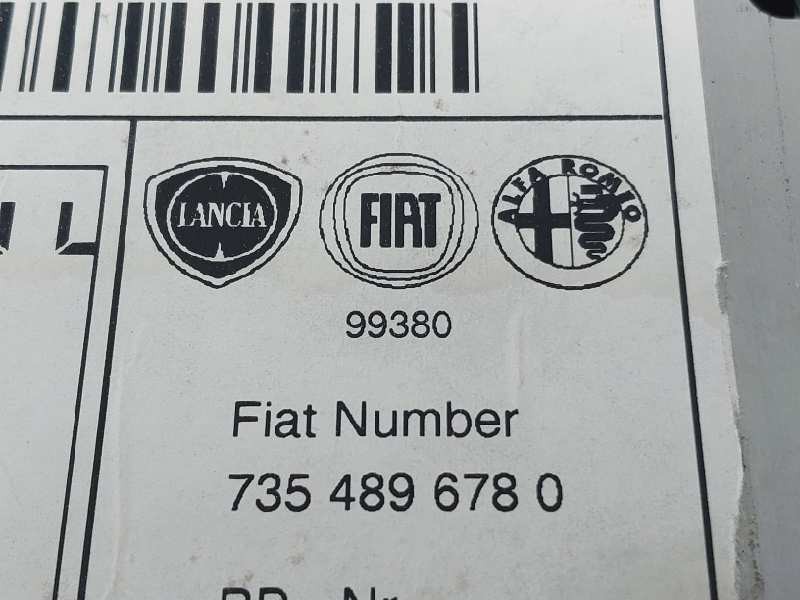 LANCIA FIAT ALFA ROMEO
99380
Fiat Number
735 489 678 0